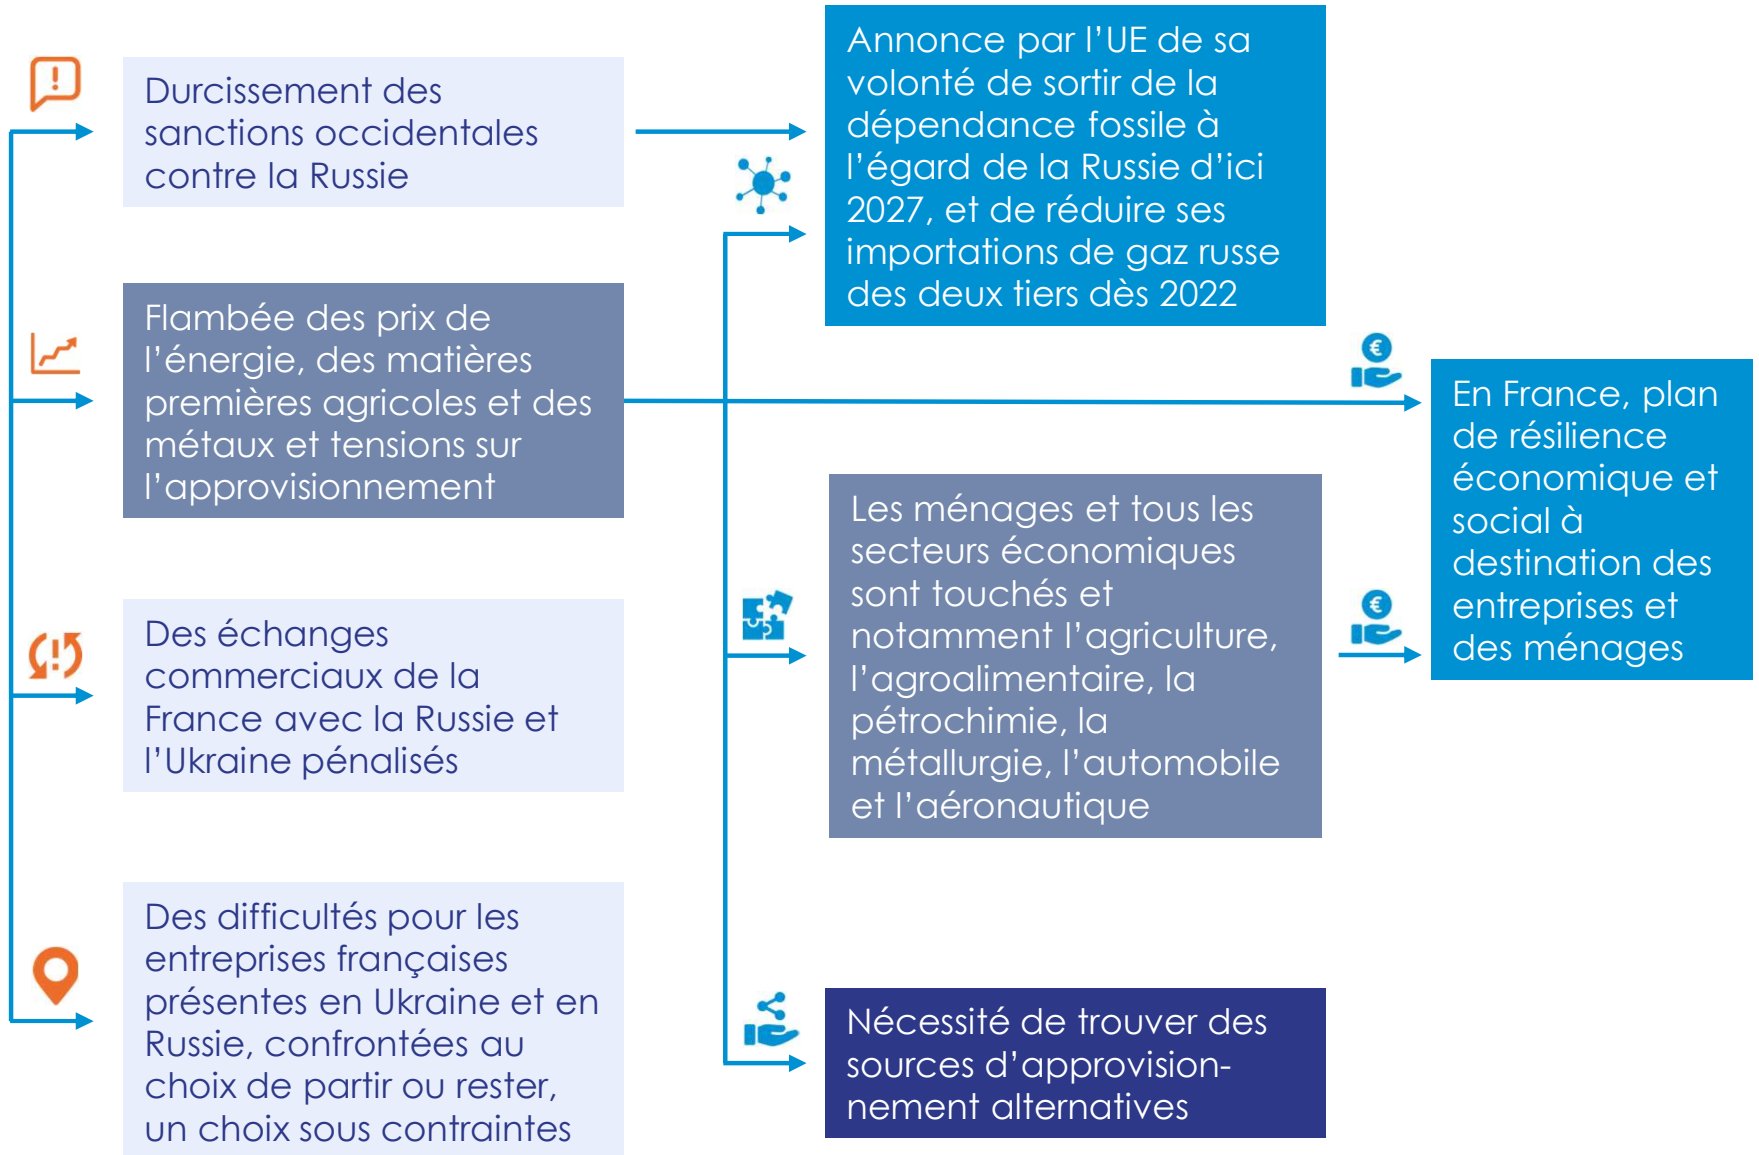 Durcissement des
sanctions occidentales
contre la Russie
Flambée des prix de
l’énergie, des matières
premières agricoles et des
métaux et tensions sur
l’approvisionnement
Des échanges
commerciaux de la
France avec la Russie et
l’Ukraine pénalisés
Des difficultés pour les
entreprises françaises
présentes en Ukraine et en
Russie, confrontées au
choix de partir ou rester,
un choix sous contraintes
Annonce par l’UE de sa
volonté de sortir de la
dépendance fossile à
l’égard de la Russie d’ici
2027, et de réduire ses
importations de gaz russe
des deux tiers dès 2022
Les ménages et tous les
secteurs économiques
sont touchés et
notamment l’agriculture,
l’agroalimentaire, la
pétrochimie, la
métallurgie, l’automobile
et l’aéronautique
Nécessité de trouver des
sources d’approvision-
nement alternatives
En France, plan
de résilience
économique et
social à
destination des
entreprises et
des ménages